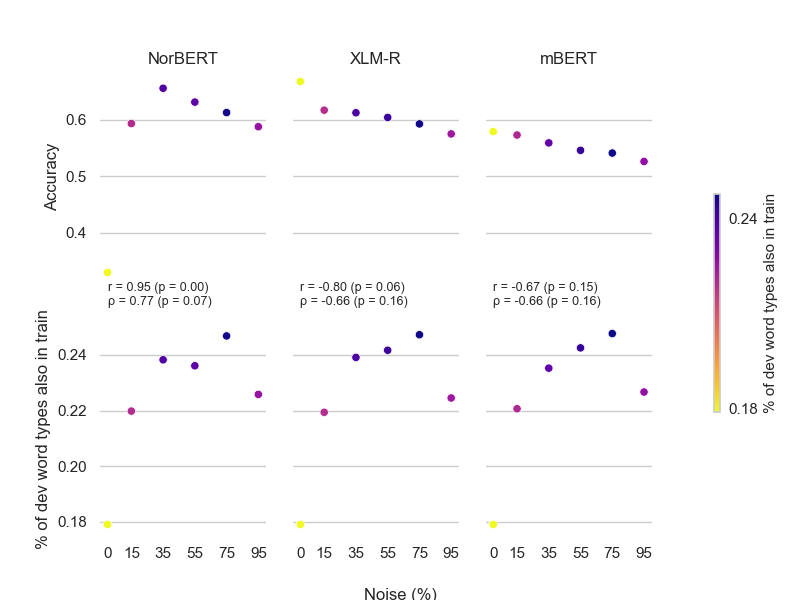 NorBERT XLM-R mBERT
Accuracy
0.6
0.5
0.4
r = 0.95 (p = 0.00)
ρ = 0.77 (p = 0.07)
r = -0.80 (p = 0.06)
ρ = -0.66 (p = 0.16)
r = -0.67 (p = 0.15)
ρ = -0.66 (p = 0.16)
% of dev word types also in train
0.24
0.22
0.20
0.18
0 15 35 55 75 95
0 15 35 55 75 95
0 15 35 55 75 95
Noise (%)
0.24
0.18
% of dev word types also in train